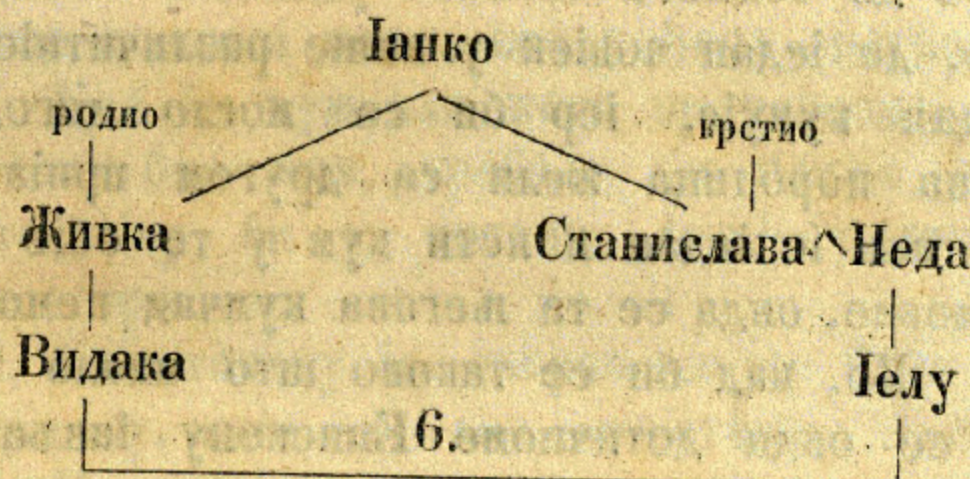 Іанко
родио крстио
Живка Станислава Неда
Видака Іелу
6.